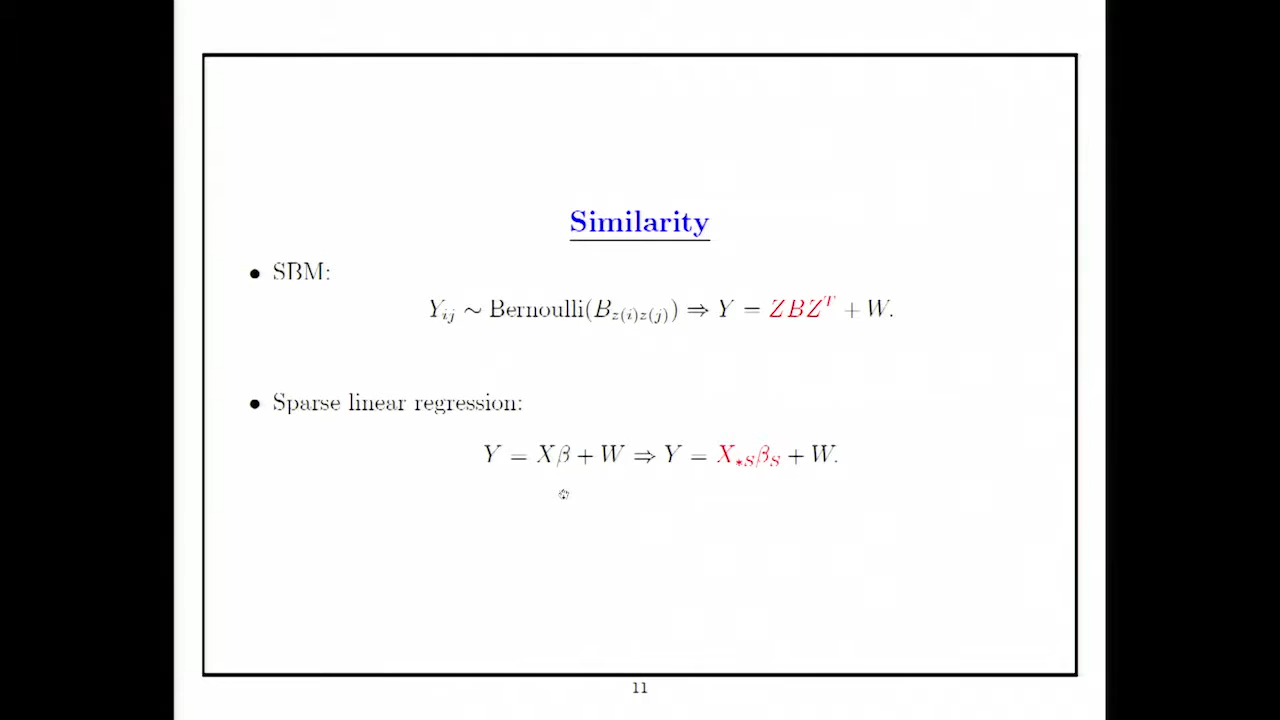 Similarity
• SBM:
Y_{ij} ∼ Bernoulli(B_{z(i)z(j)}) ⇒ Y = ZBZ^T + W.
• Sparse linear regression:
Y = Xβ + W ⇒ Y = X_{*S}β_S + W.
11